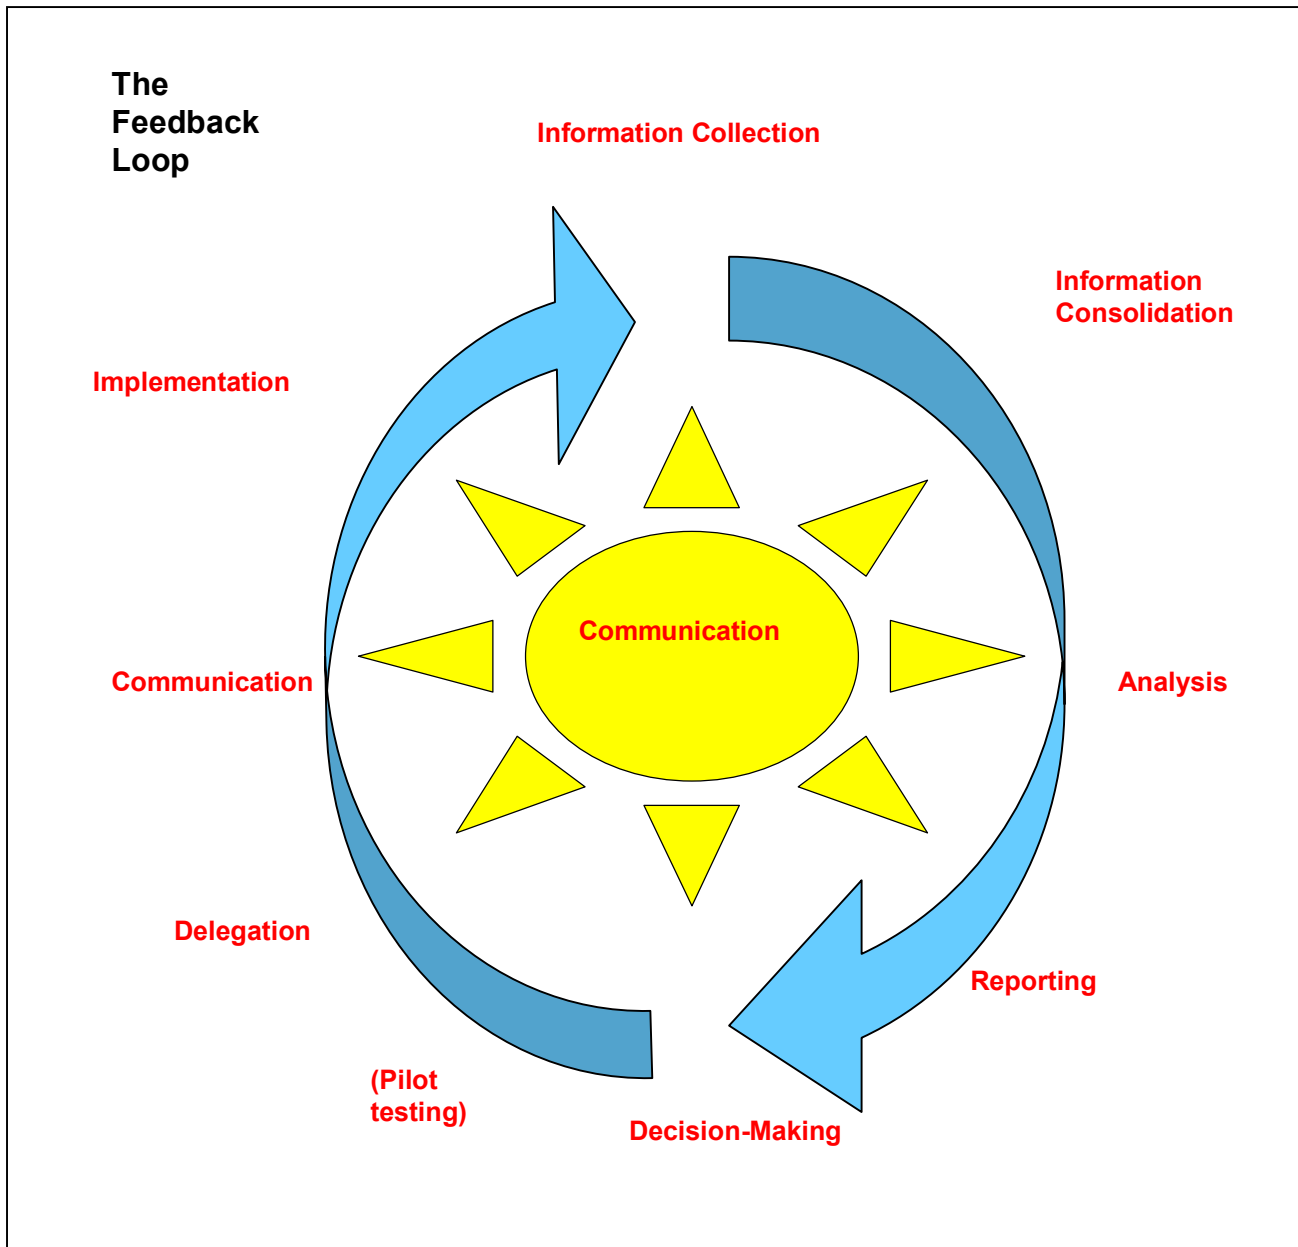 The
Feedback
Loop
Information Collection
Information
Consolidation
Implementation
Communication
Communication
Analysis
Delegation
Reporting
(Pilot
testing)
Decision-Making